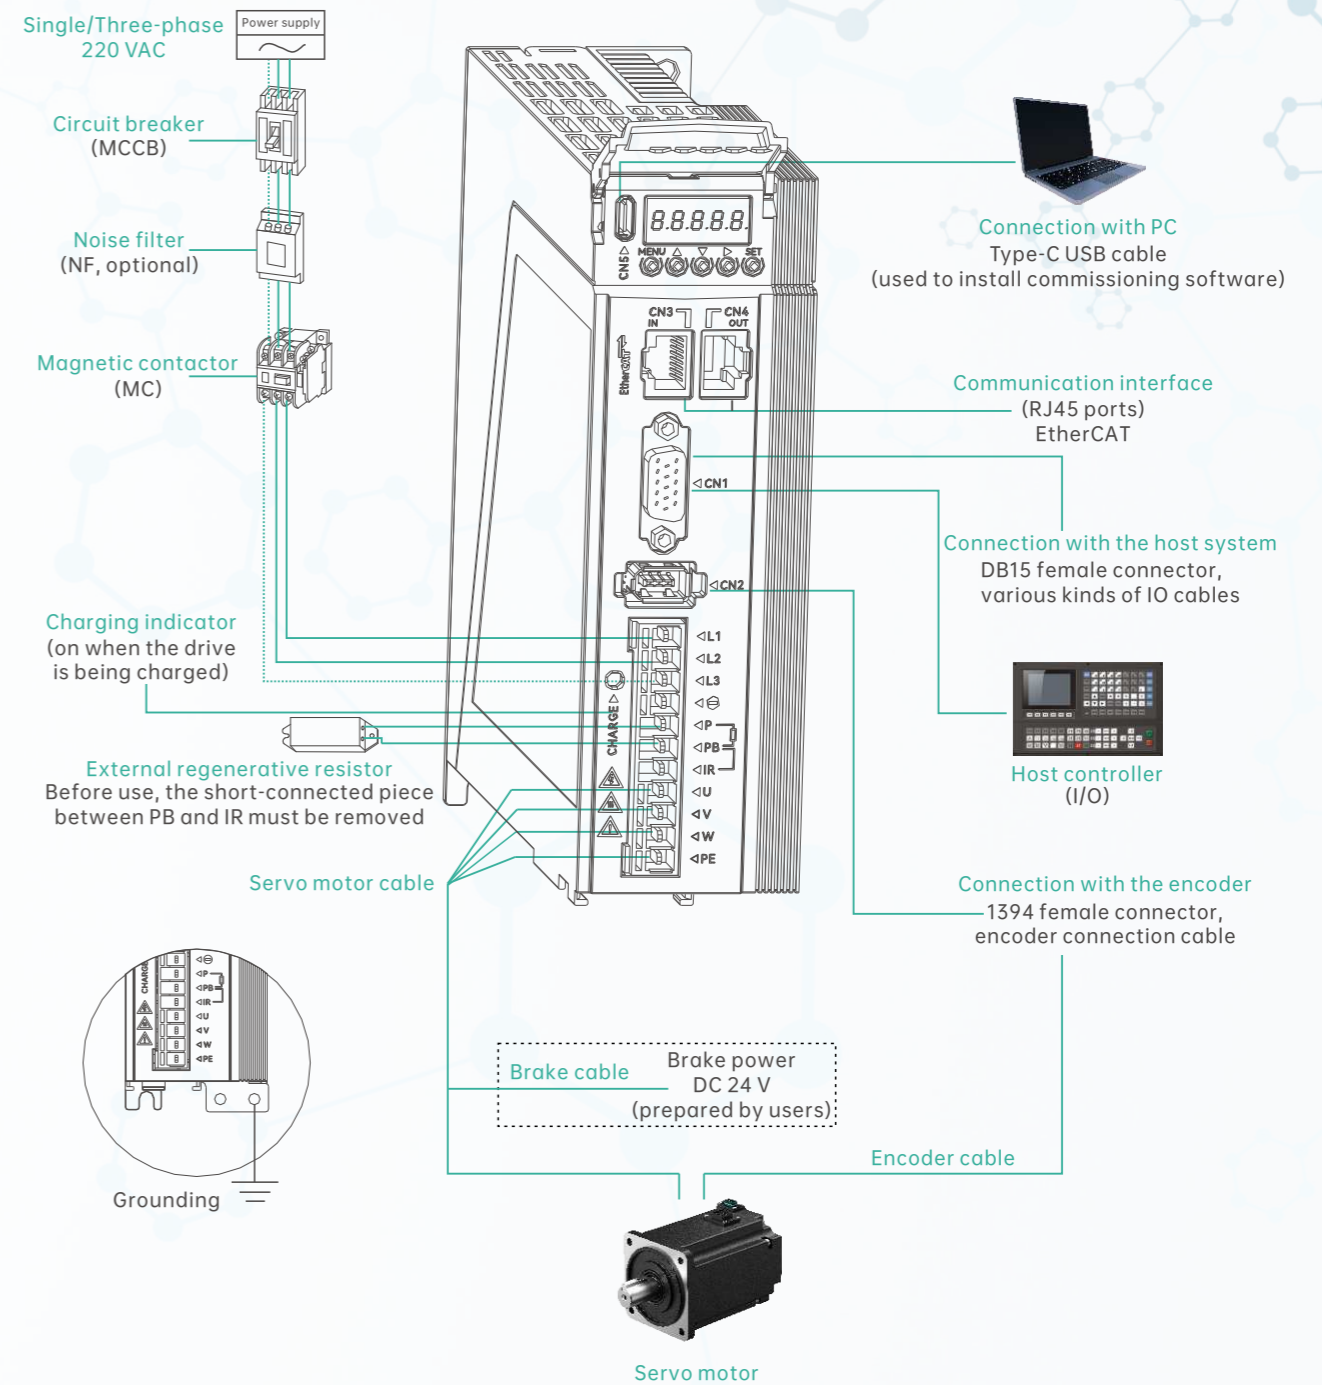 Single/Three-phase
220 VAC
Power supply
Circuit breaker
(MCCB)
Noise filter
(NF, optional)
Magnetic contactor
(MC)
Charging indicator
(on when the drive
is being charged)
External regenerative resistor
Before use, the short-connected piece
between PB and IR must be removed
Servo motor cable
8.8.8.8.8.
CN5
MENU
SET
CN3
IN
CN4
OUT
EtherCAT
CN1
CN2
L1
L2
L3
⊖
P
PB
IR
U
V
W
PE
CHARGE
Connection with PC
Type-C USB cable
(used to install commissioning software)
Communication interface
(RJ45 ports)
EtherCAT
Connection with the host system
DB15 female connector,
various kinds of IO cables
Host controller
(I/O)
Connection with the encoder
1394 female connector,
encoder connection cable
CHARGE
⊖
P
PB
IR
U
V
W
PE
Grounding
Brake cable
Brake power
DC 24 V
(prepared by users)
Encoder cable
Servo motor